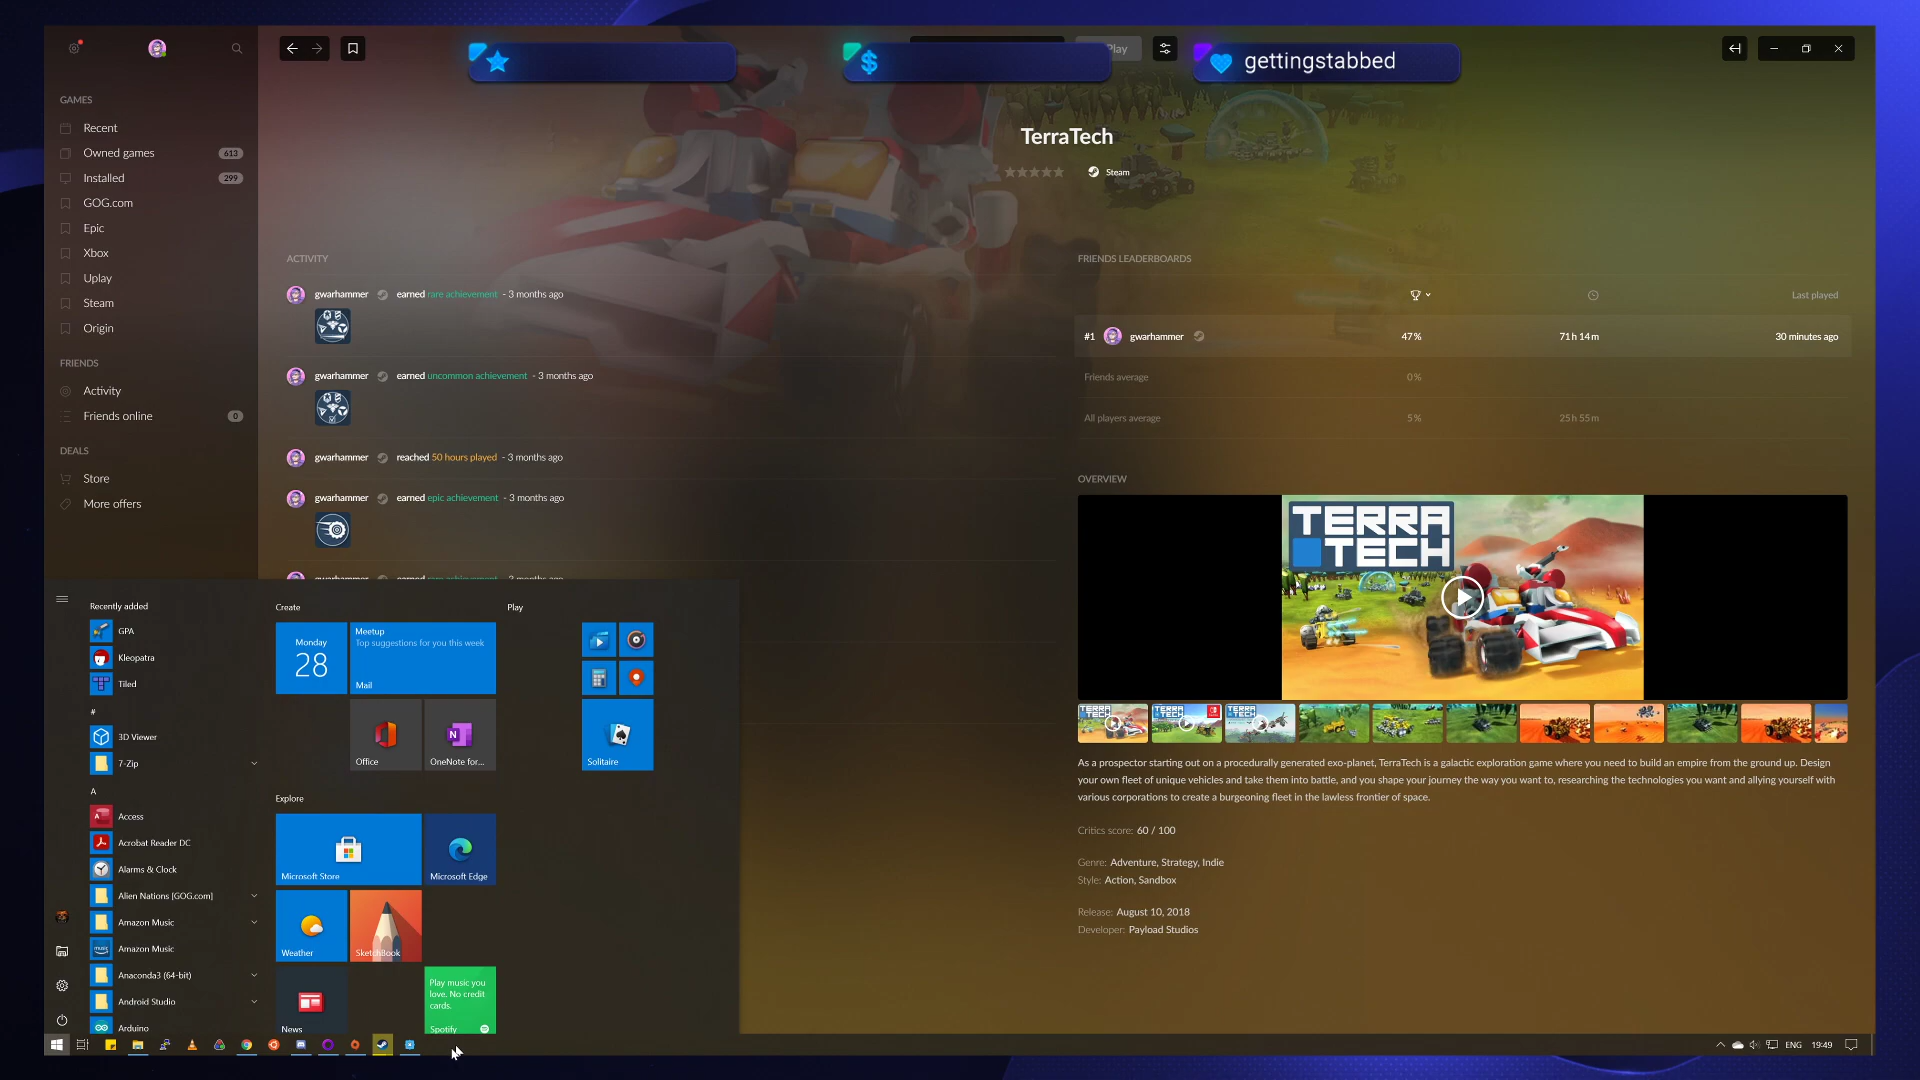 Play
gettingstabbed
GAMES
Recent
Owned games 613
Installed 299
GOG.com
Epic
Xbox
Uplay
Steam
Origin
FRIENDS
Activity
Friends online 0
DEALS
Store
More offers
TerraTech
Steam
ACTIVITY
gwarhammer earned rare achievement - 3 months ago
gwarhammer earned uncommon achievement - 3 months ago
gwarhammer reached 50 hours played - 3 months ago
gwarhammer earned epic achievement - 3 months ago
FRIENDS LEADERBOARDS
Last played
#1 gwarhammer 47% 71h 14m 30 minutes ago
Friends average 0%
All players average 5% 25h 55m
OVERVIEW
TERRA
TECH
As a prospector starting out on a procedurally generated exo-planet, TerraTech is a galactic exploration game where you need to build an empire from the ground up. Design
your own fleet of unique vehicles and take them into battle, and you shape your journey the way you want to, researching the technologies you want and allying yourself with
various corporations to create a burgeoning fleet in the lawless frontier of space.
Critics score: 60 / 100
Genre: Adventure, Strategy, Indie
Style: Action, Sandbox
Release: August 10, 2018
Developer: Payload Studios
Recently added
GPA
Kleopatra
Tiled
#
3D Viewer
7-Zip
A
Access
Acrobat Reader DC
Alarms & Clock
Alien Nations [GOG.com]
Amazon Music
Amazon Music
Anaconda3 (64-bit)
Android Studio
Arduino
Create
Monday
28
Meetup
Top suggestions for you this week
Mail
Office
OneNote for...
Explore
Microsoft Store
Microsoft Edge
Weather
SketchBook
News
Play music you
love. No credit
cards.
Spotify
Play
Solitaire
ENG
19:49